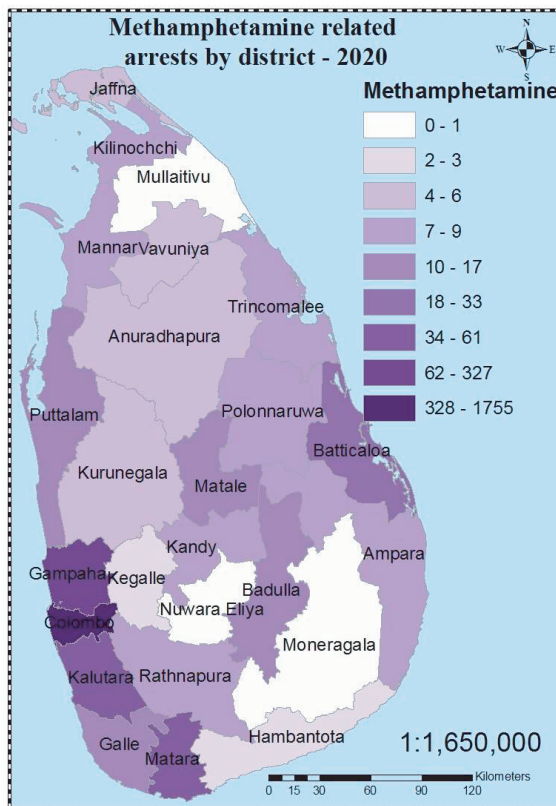 Methamphetamine related
arrests by district - 2020
N
W E
S
Methamphetamine
0 - 1
2 - 3
4 - 6
7 - 9
10 - 17
18 - 33
34 - 61
62 - 327
328 - 1755
Jaffna
Kilinochchi
Mullaitivu
Mannar
Vavuniya
Trincomalee
Anuradhapura
Puttalam
Polonnaruwa
Batticaloa
Kurunegala
Matale
Kandy
Ampara
Gampaha
Kegalle
Badulla
Nuwara Eliya
Colombo
Moneragala
Kalutara
Rathnapura
Galle
Matara
Hambantota
1:1,650,000
Kilometers
0 15 30 60 90 120